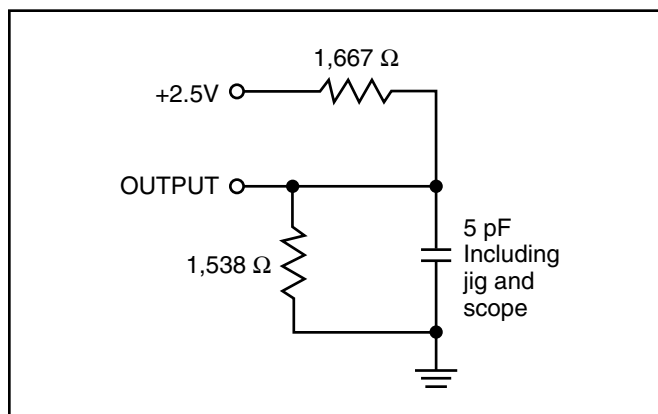 1,667 Ω
+2.5V
OUTPUT
1,538 Ω
5 pF
Including
jig and
scope